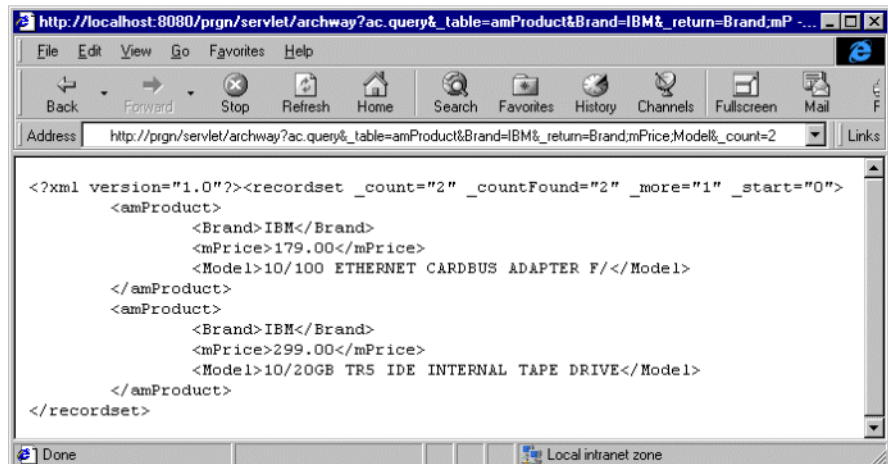 http://localhost:8080/prgn/servlet/archway?ac.query&_table=amProduct&Brand=IBM&_return=Brand;mP -...
File Edit View Go Favorites Help
Back Forward Stop Refresh Home Search Favorites History Channels Fullscreen Mail F
Address http://prgn/servlet/archway?ac.query&_table=amProduct&Brand=IBM&_return=Brand;mPrice;Model&_count=2 Links
<?xml version="1.0"?><recordset _count="2" _countFound="2" _more="1" _start="0">
<amProduct>
<Brand>IBM</Brand>
<mPrice>179.00</mPrice>
<Model>10/100 ETHERNET CARDBUS ADAPTER F/</Model>
</amProduct>
<amProduct>
<Brand>IBM</Brand>
<mPrice>299.00</mPrice>
<Model>10/20GB TR5 IDE INTERNAL TAPE DRIVE</Model>
</amProduct>
</recordset>
Done Local intranet zone